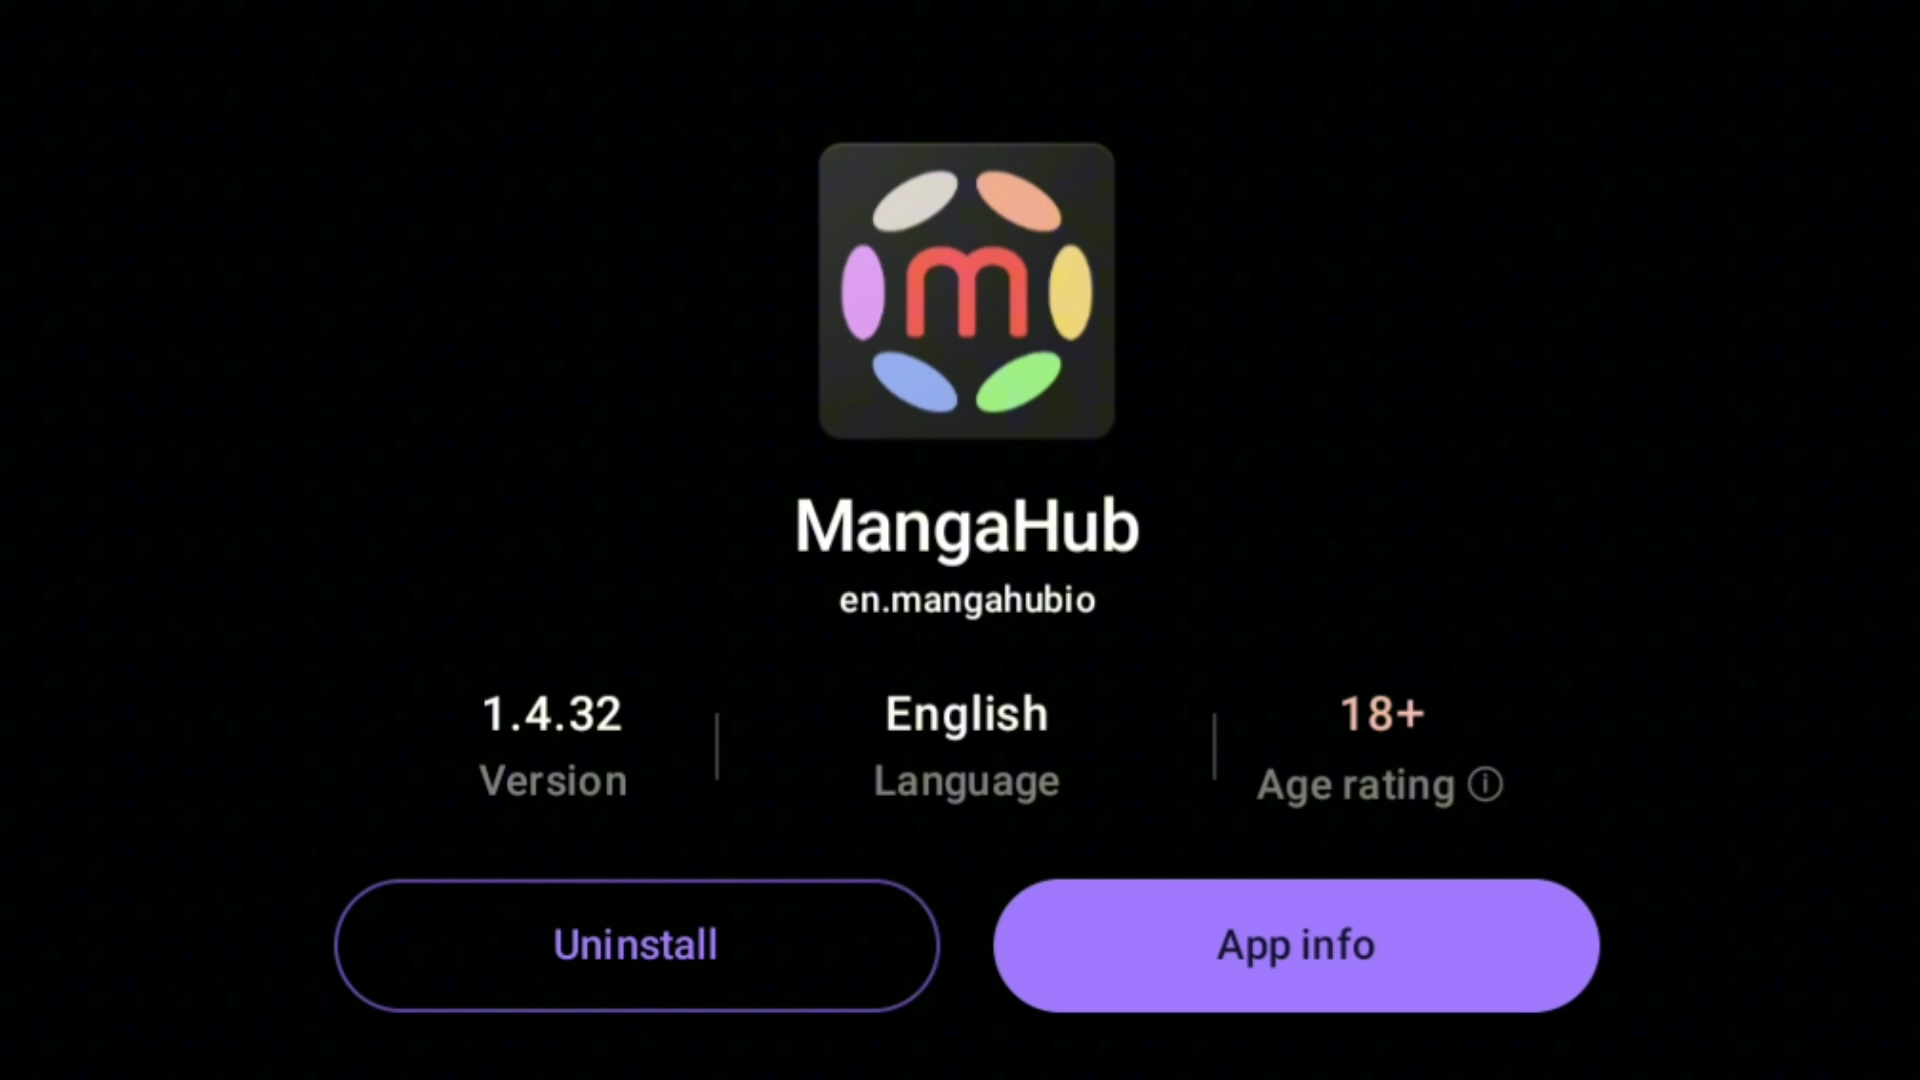 m
MangaHub
en.mangahubio
1.4.32
Version
English
Language
18+
Age rating ⓘ
Uninstall
App info